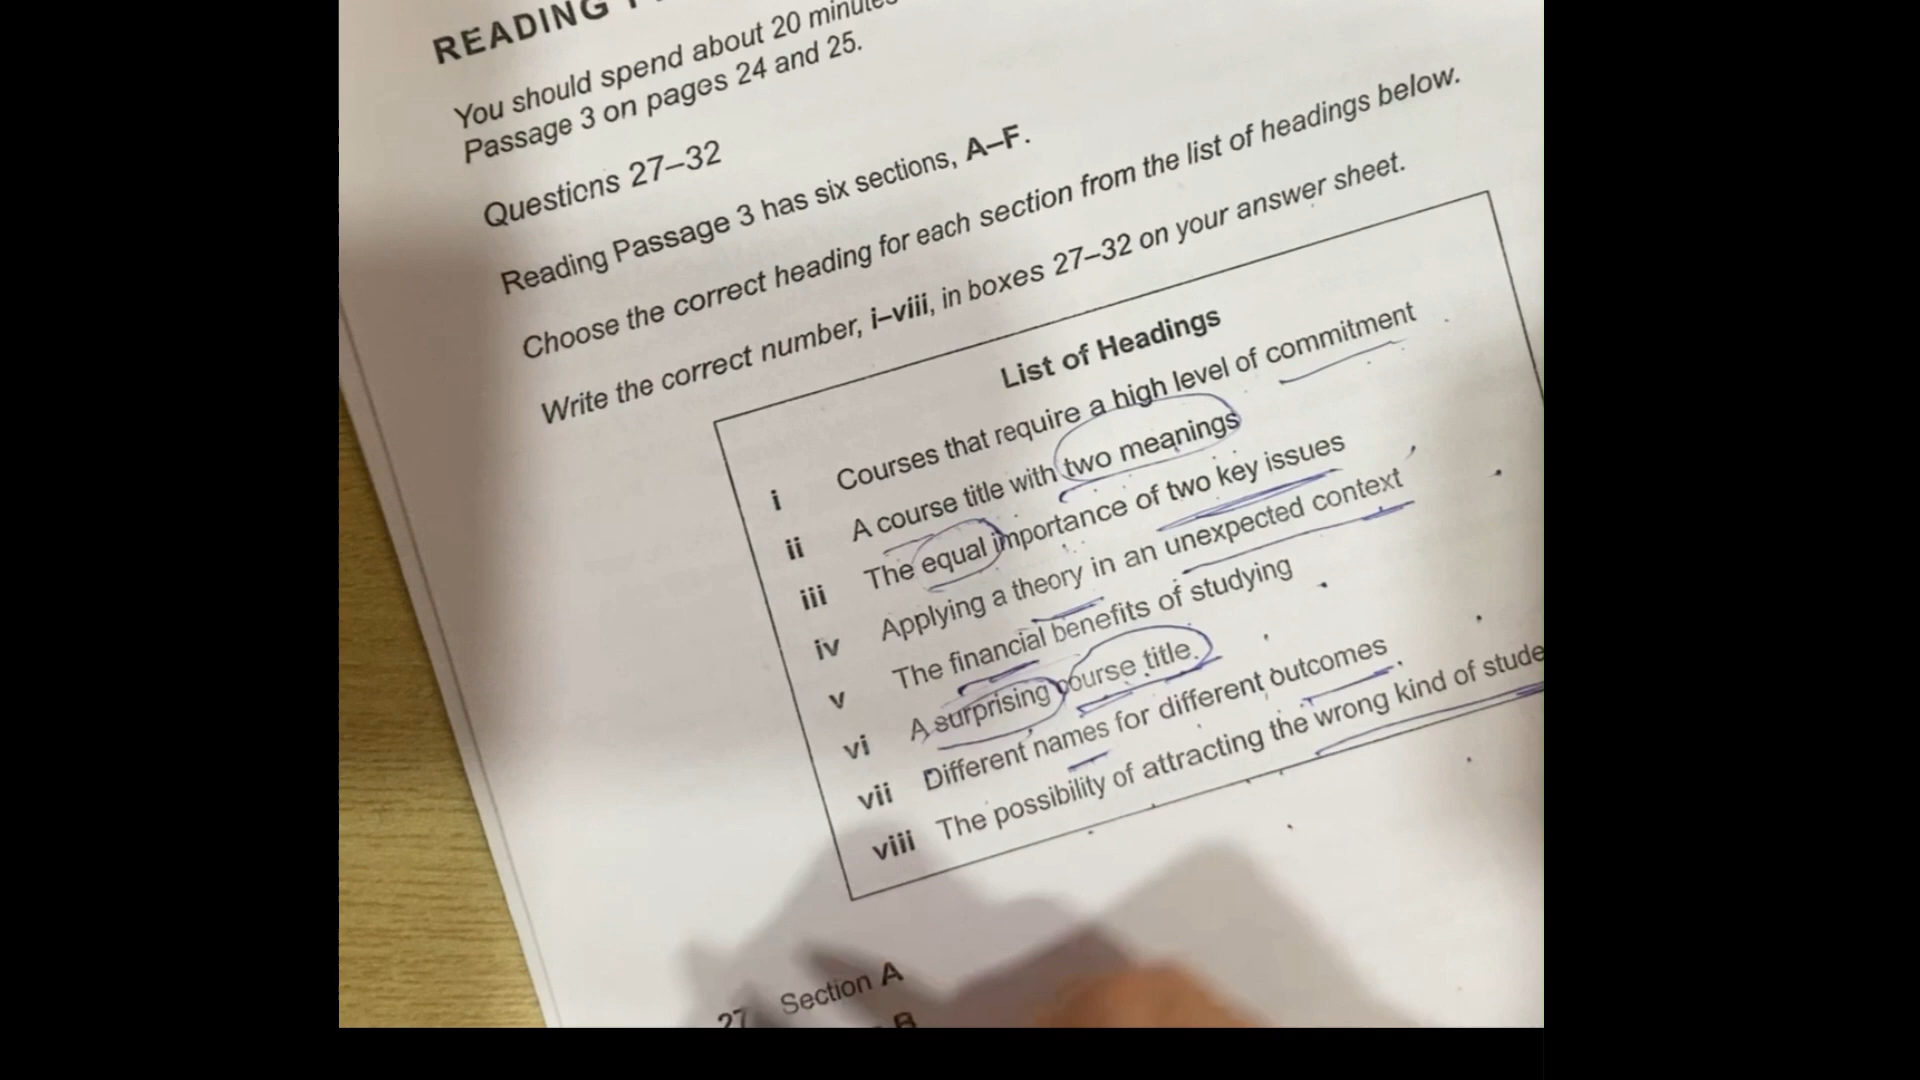 READING
You should spend about 20 minutes
Passage 3 on pages 24 and 25.
Questions 27–32
Reading Passage 3 has six sections, A–F.
Choose the correct heading for each section from the list of headings below.
Write the correct number, i–viii, in boxes 27–32 on your answer sheet.
List of Headings
i Courses that require a high level of commitment
ii A course title with two meanings
iii The equal importance of two key issues
iv Applying a theory in an unexpected context
v The financial benefits of studying
vi A surprising course title.
vii Different names for different outcomes
viii The possibility of attracting the wrong kind of stude
27 Section A
B